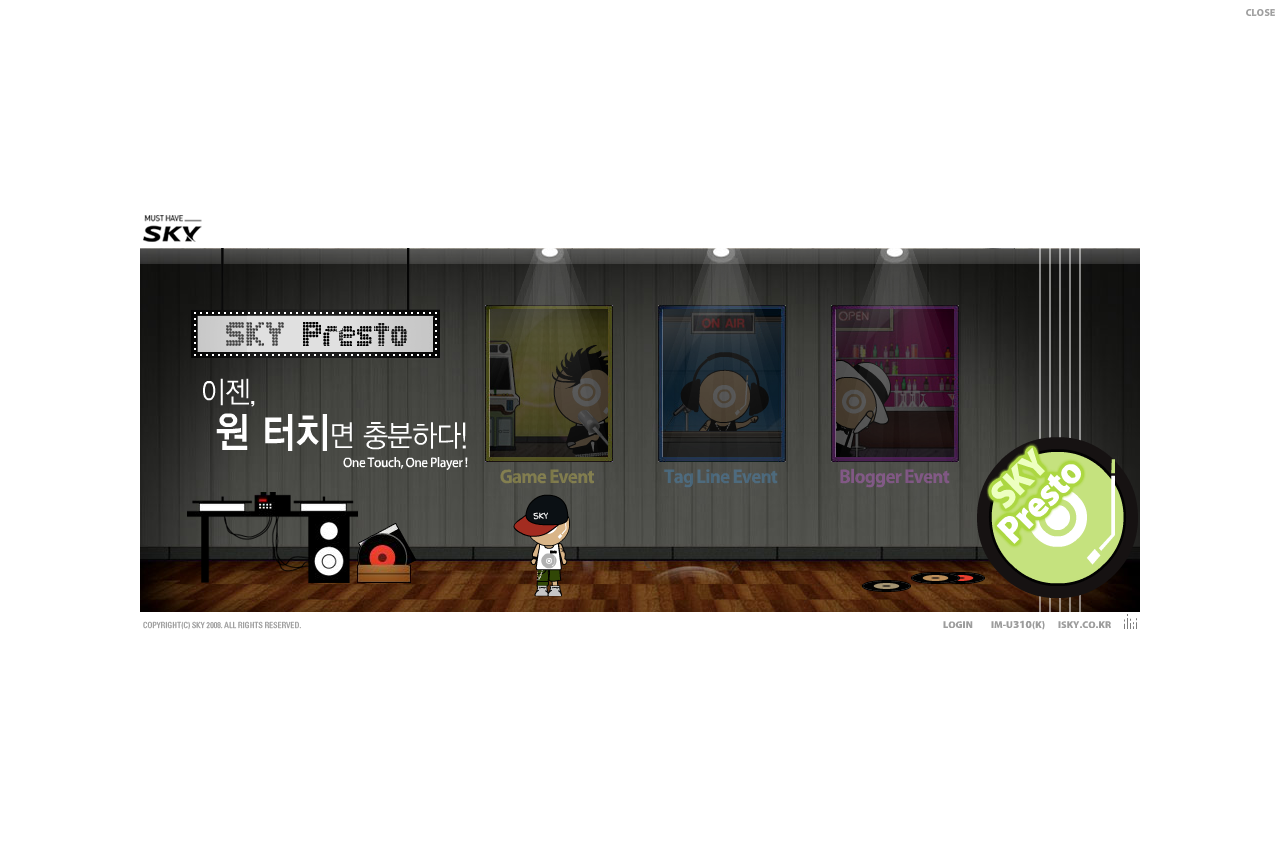 CLOSE
MUST HAVE
SKY
SKY Presto
이젠,
원 터치면 충분하다!
One Touch, One Player!
ON AIR
OPEN
Game Event
Tag Line Event
Blogger Event
SKY
SKY
Presto
COPYRIGHT(C) SKY 2008. ALL RIGHTS RESERVED.
LOGIN
IM-U310(K)
ISKY.CO.KR